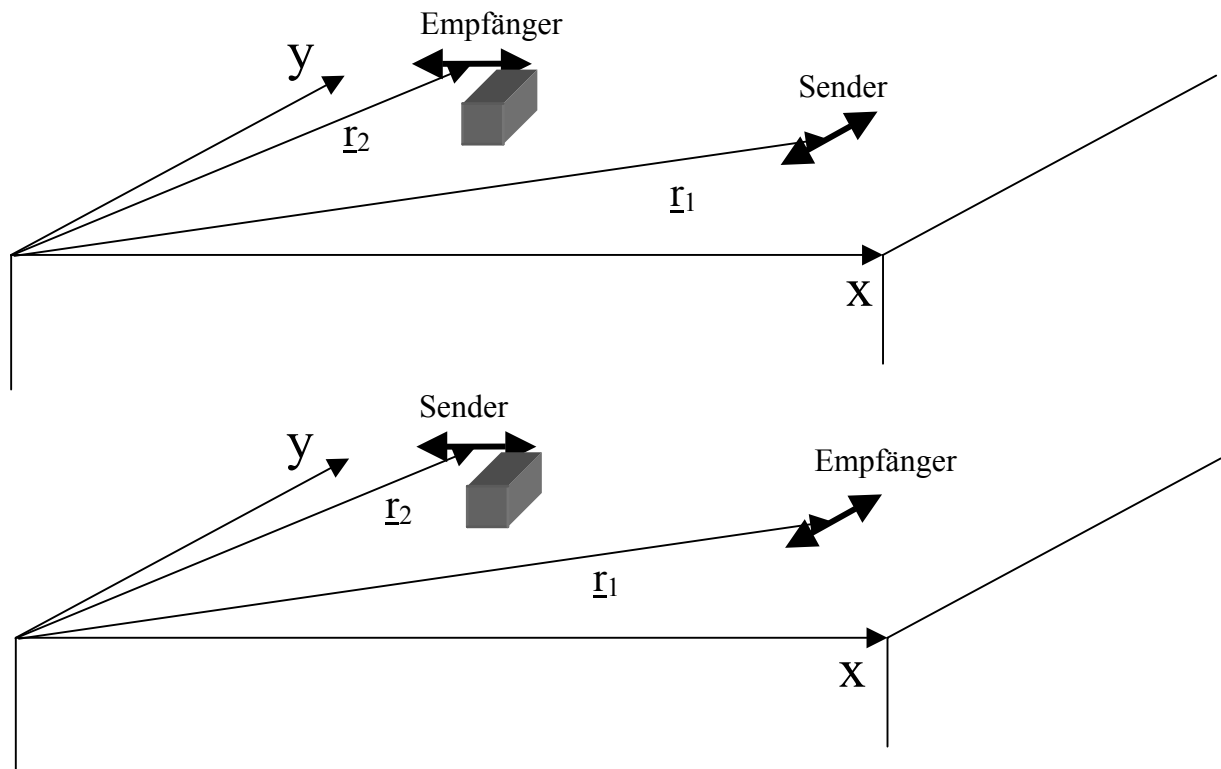 Empfänger
y
Sender
r₂
r₁
x
Sender
y
Empfänger
r₂
r₁
x